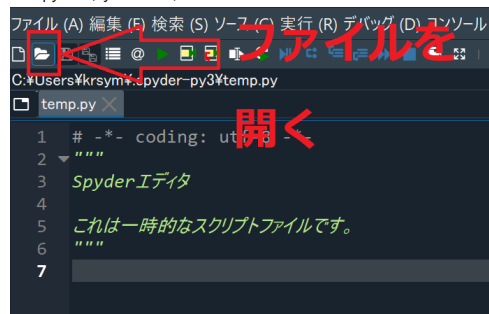 ファイル (A) 編集 (E) 検索 (S) ソース (C) 実行 (R) デバッグ (D) コンソール
ファイルを
開く
C:¥Users¥krsym¥.spyder-py3¥temp.py
temp.py
1 # -*- coding: utf-8 -*-
2 """
3 Spyderエディタ
4
5 これは一時的なスクリプトファイルです。
6 """
7